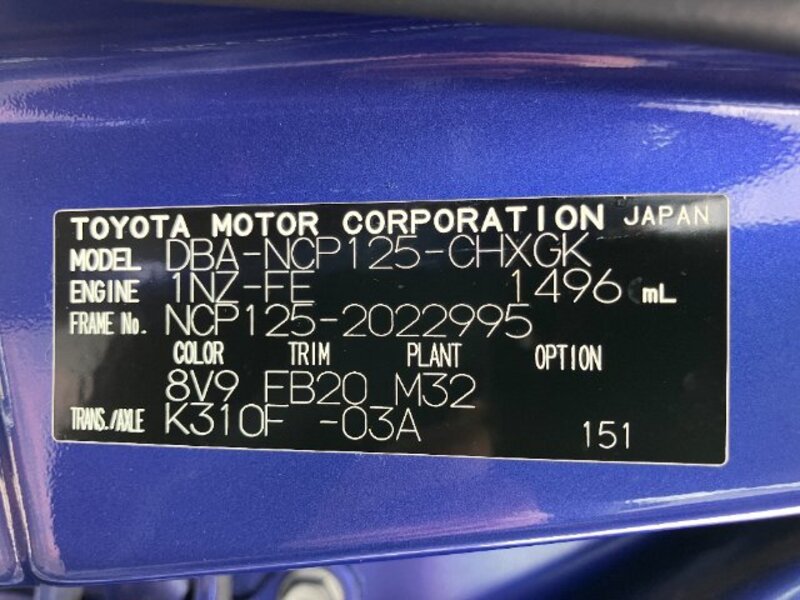 TOYOTA MOTOR CORPORATION JAPAN
MODEL DBA-NCP125-CHXGK
ENGINE 1NZ-FE 1496 mL
FRAME No. NCP125-2022995
COLOR TRIM PLANT OPTION
8V9 FB20 M32
TRANS./AXLE K310F -03A
151